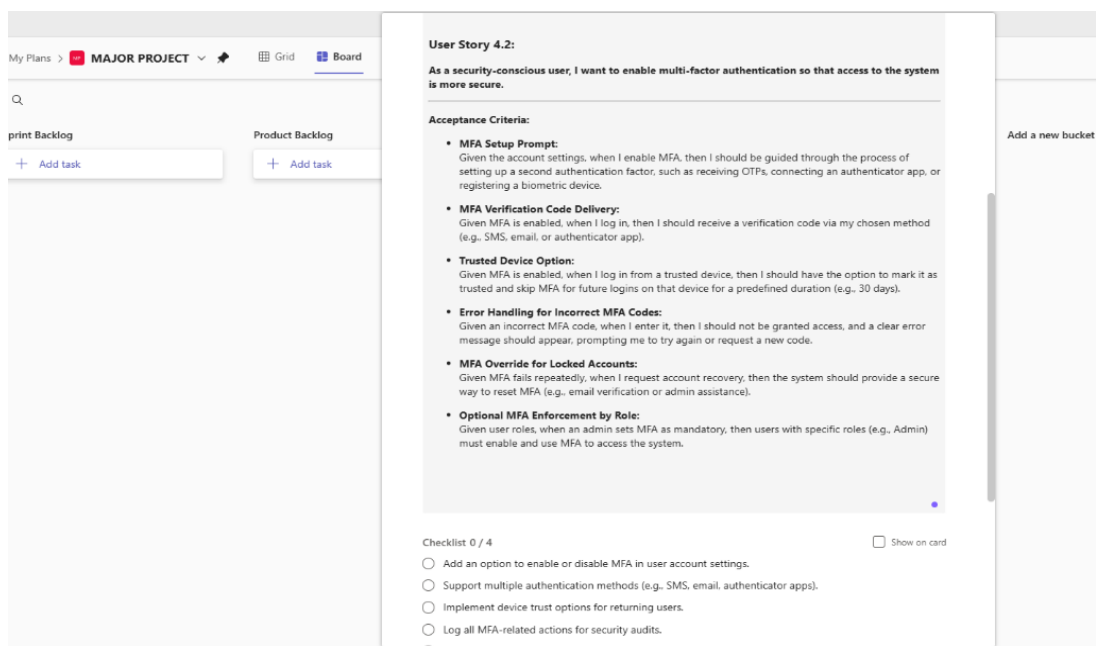 My Plans > MAJOR PROJECT Grid Board
print Backlog
Add task
Product Backlog
Add task
User Story 4.2:
As a security-conscious user, I want to enable multi-factor authentication so that access to the system
is more secure.
Acceptance Criteria:
• MFA Setup Prompt:
Given the account settings, when I enable MFA, then I should be guided through the process of
setting up a second authentication factor, such as receiving OTPs, connecting an authenticator app, or
registering a biometric device.
• MFA Verification Code Delivery:
Given MFA is enabled, when I log in, then I should receive a verification code via my chosen method
(e.g., SMS, email, or authenticator app).
• Trusted Device Option:
Given MFA is enabled, when I log in from a trusted device, then I should have the option to mark it as
trusted and skip MFA for future logins on that device for a predefined duration (e.g., 30 days).
• Error Handling for Incorrect MFA Codes:
Given an incorrect MFA code, when I enter it, then I should not be granted access, and a clear error
message should appear, prompting me to try again or request a new code.
• MFA Override for Locked Accounts:
Given MFA fails repeatedly, when I request account recovery, then the system should provide a secure
way to reset MFA (e.g., email verification or admin assistance).
• Optional MFA Enforcement by Role:
Given user roles, when an admin sets MFA as mandatory, then users with specific roles (e.g., Admin)
must enable and use MFA to access the system.
Checklist 0 / 4
Show on card
Add an option to enable or disable MFA in user account settings.
Support multiple authentication methods (e.g., SMS, email, authenticator apps).
Implement device trust options for returning users.
Log all MFA-related actions for security audits.
Add a new bucket